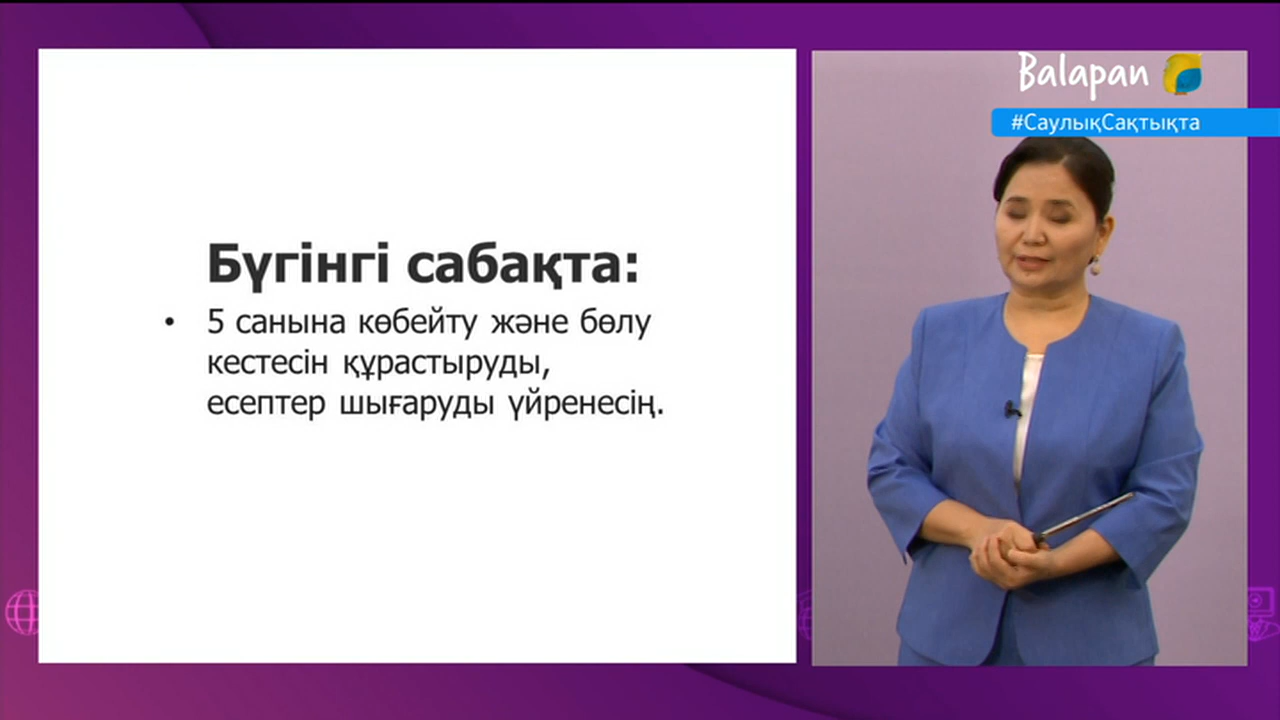 Balapan
#СаулықСақтықта
Бүгінгі сабақта:
• 5 санына көбейту және бөлу
кестесін құрастыруды,
есептер шығаруды үйренесің.